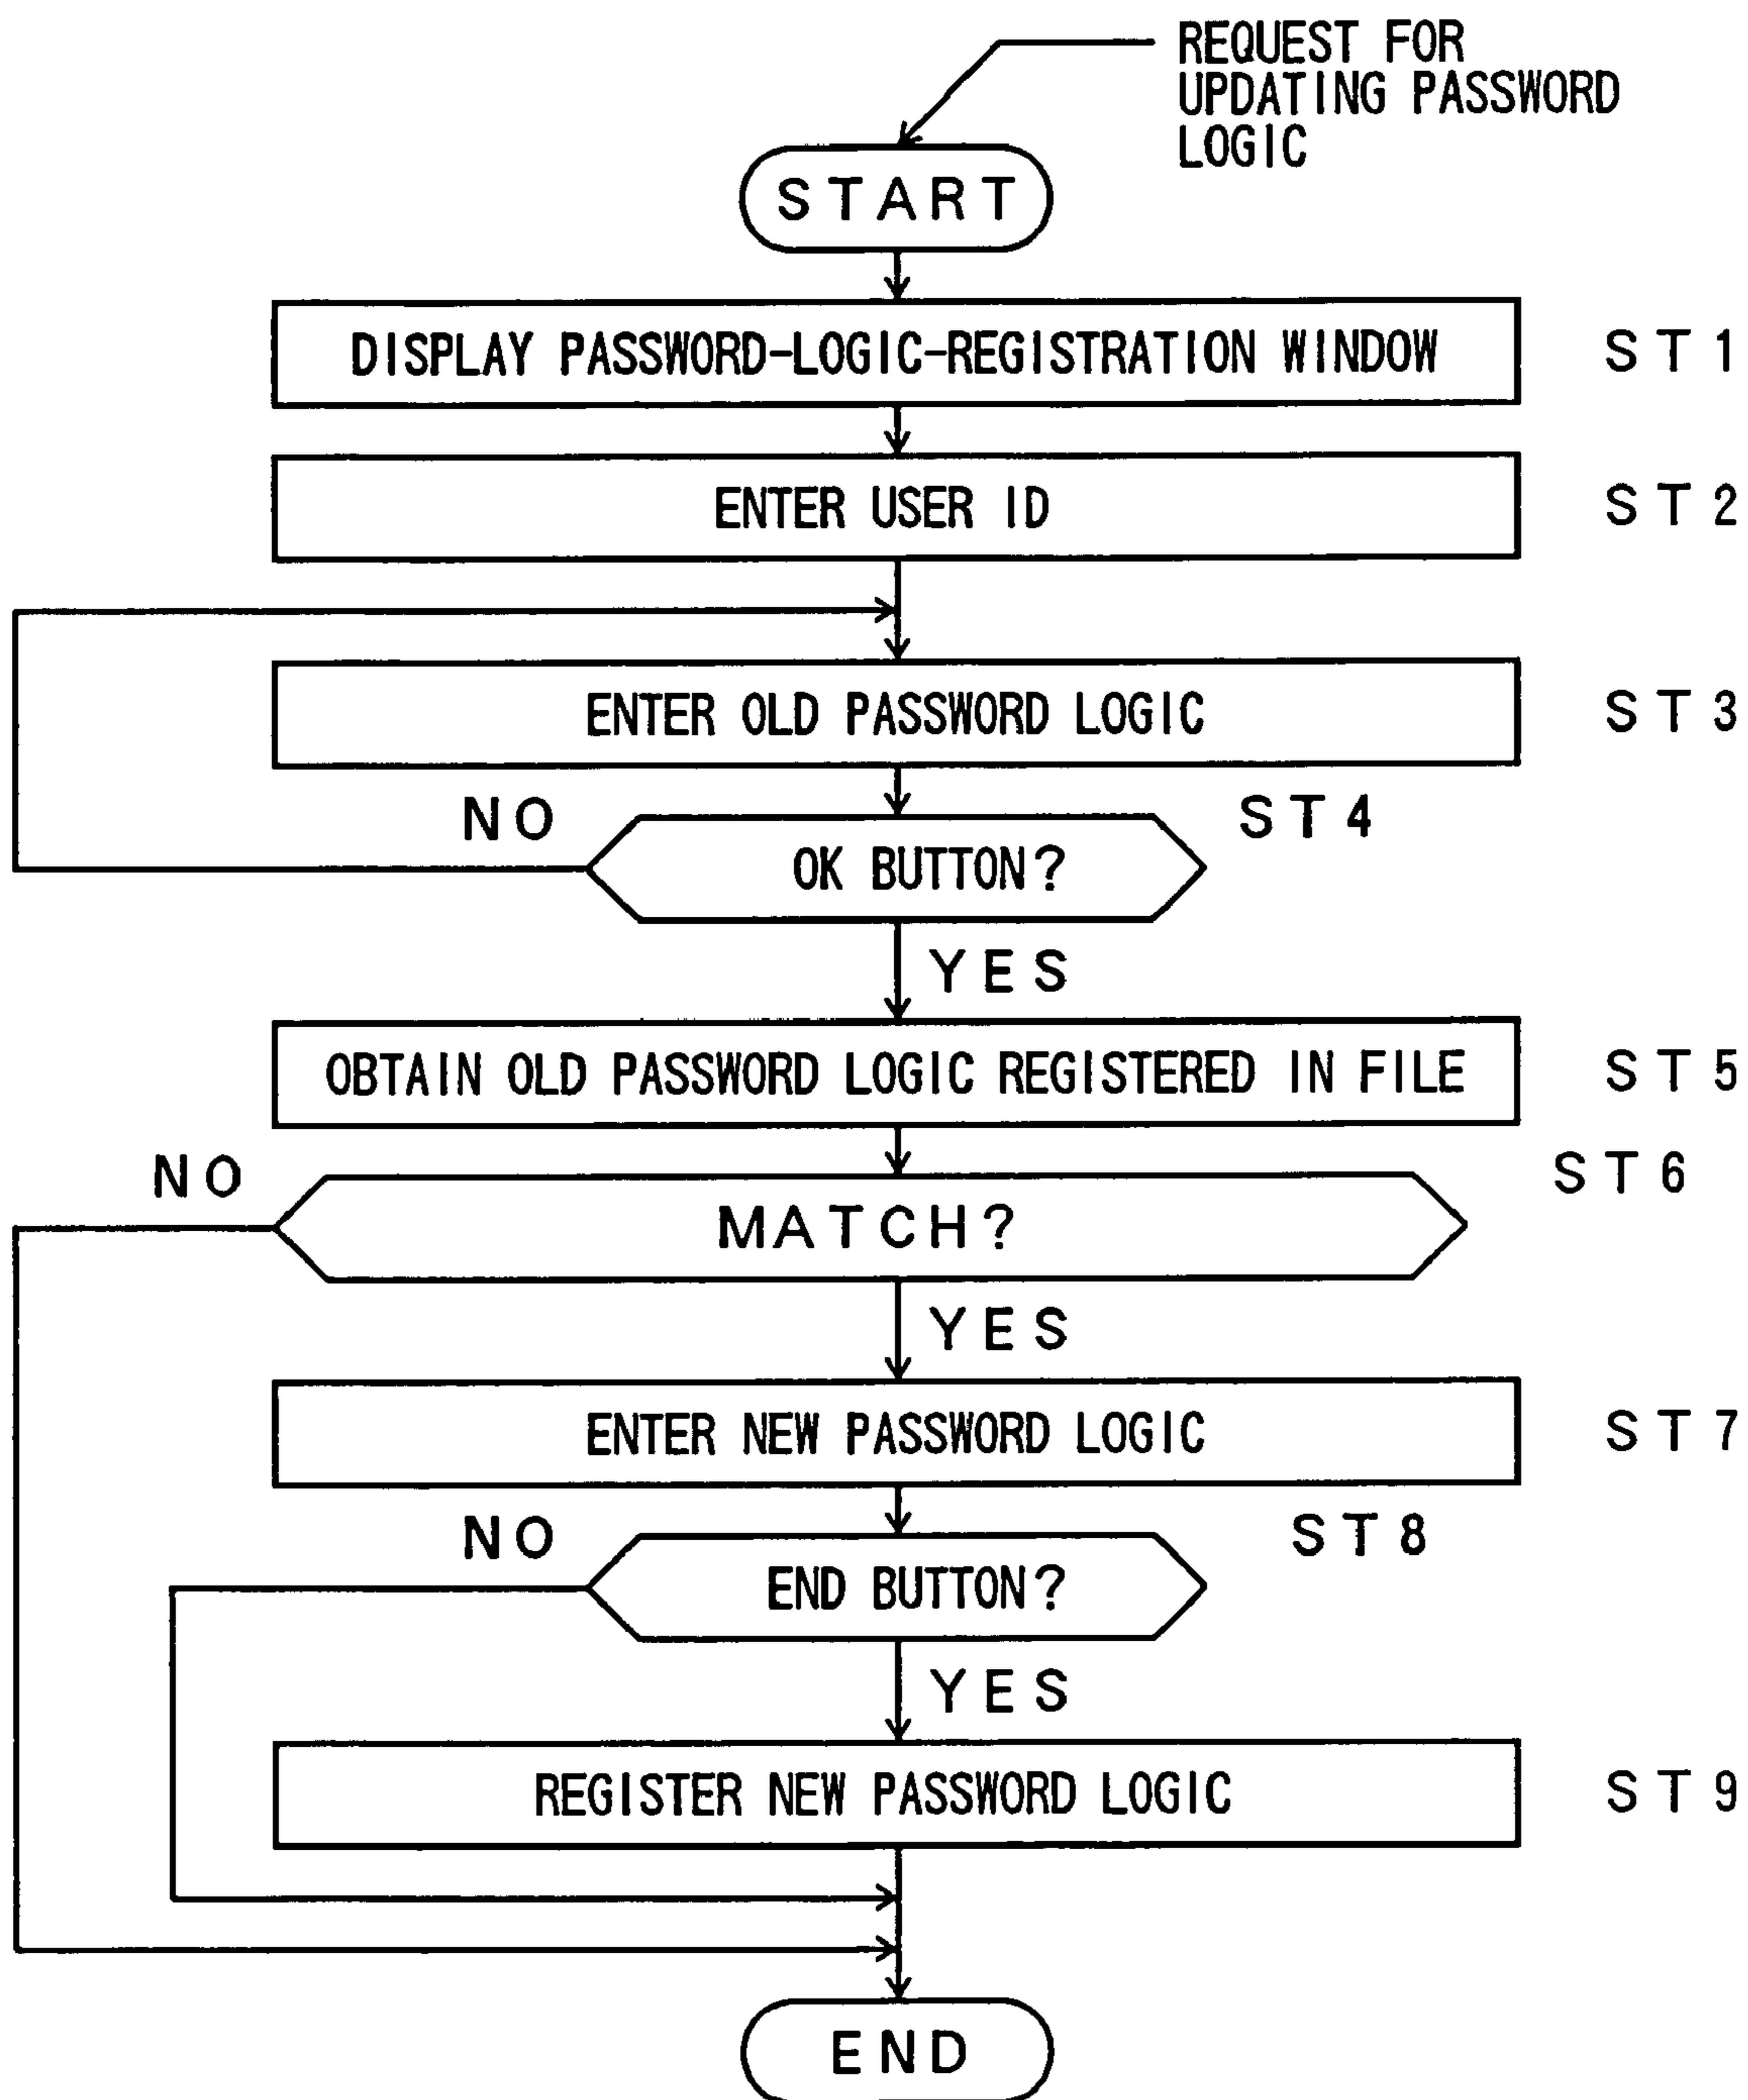 REQUEST FOR
UPDATING PASSWORD
LOGIC
START
DISPLAY PASSWORD-LOGIC-REGISTRATION WINDOW
ST1
ENTER USER ID
ST2
ENTER OLD PASSWORD LOGIC
ST3
NO
ST4
OK BUTTON?
YES
OBTAIN OLD PASSWORD LOGIC REGISTERED IN FILE
ST5
NO
ST6
MATCH?
YES
ENTER NEW PASSWORD LOGIC
ST7
NO
ST8
END BUTTON?
YES
REGISTER NEW PASSWORD LOGIC
ST9
END